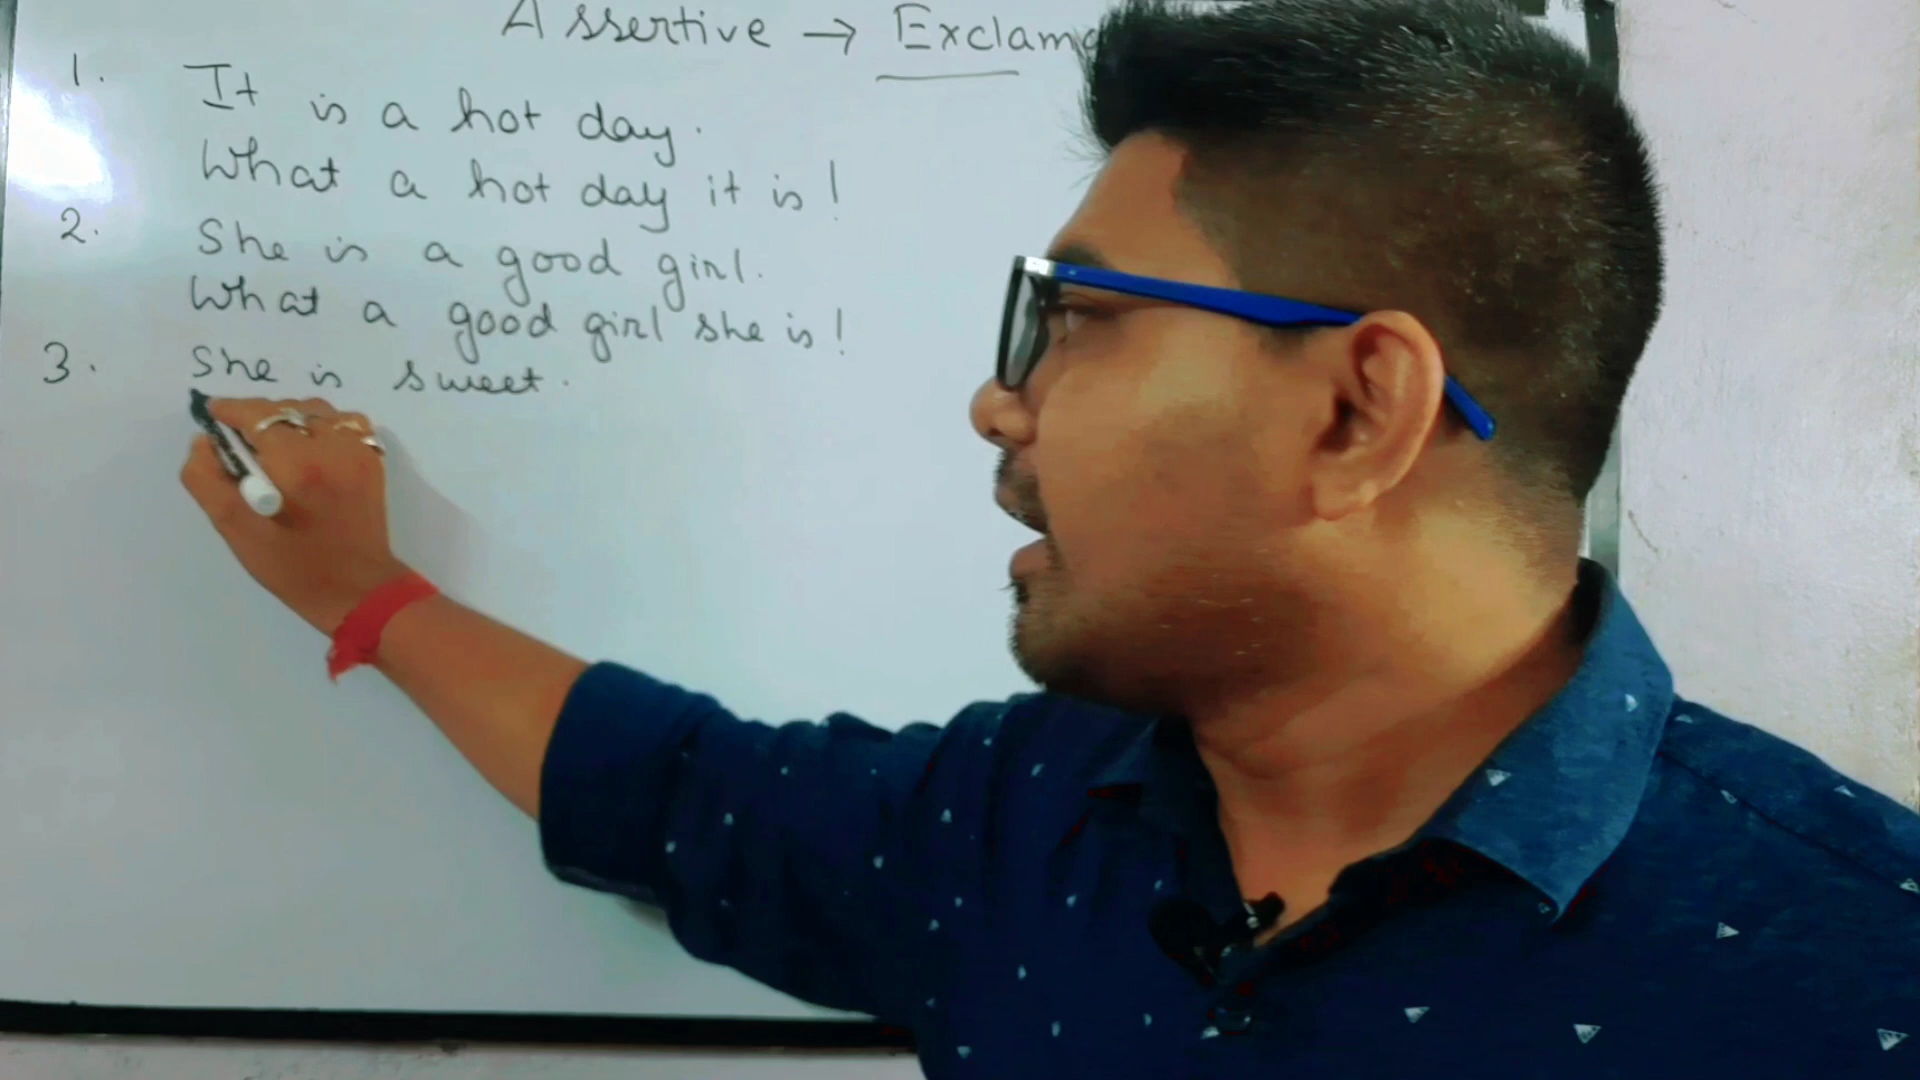 Assertive → Exclama
1. It is a hot day.
What a hot day it is!
2. She is a good girl.
What a good girl she is!
3. She is sweet.